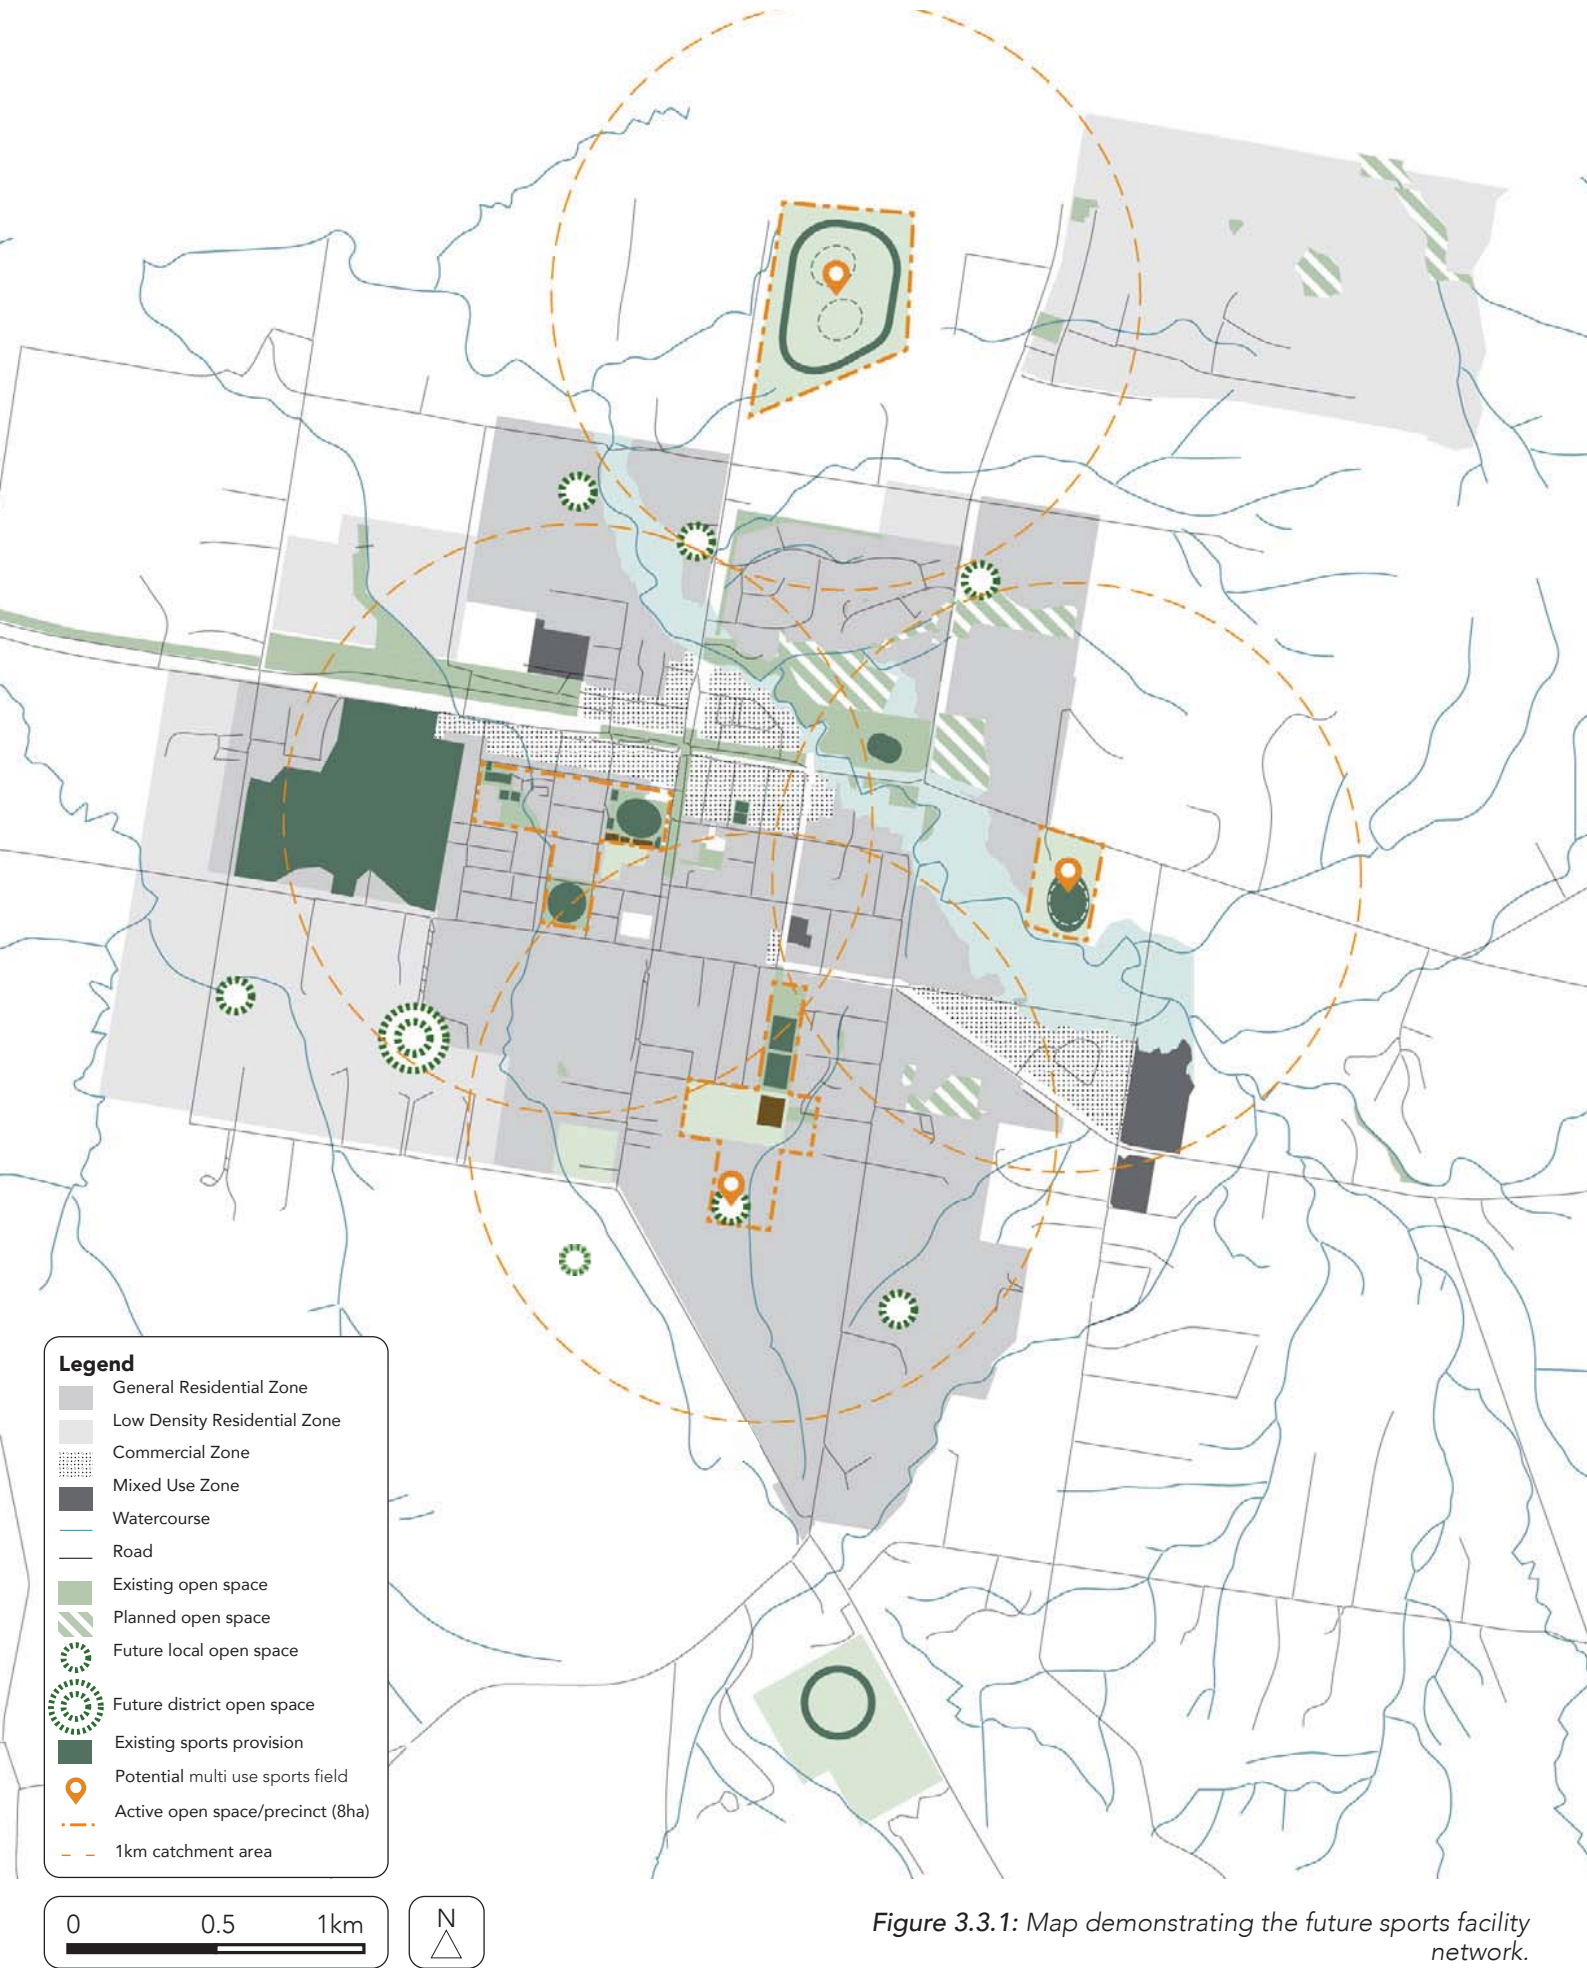 Legend
General Residential Zone
Low Density Residential Zone
Commercial Zone
Mixed Use Zone
Watercourse
Road
Existing open space
Planned open space
Future local open space
Future district open space
Existing sports provision
Potential multi use sports field
Active open space/precinct (8ha)
1km catchment area
0 0.5 1km
N
Figure 3.3.1: Map demonstrating the future sports facility
network.